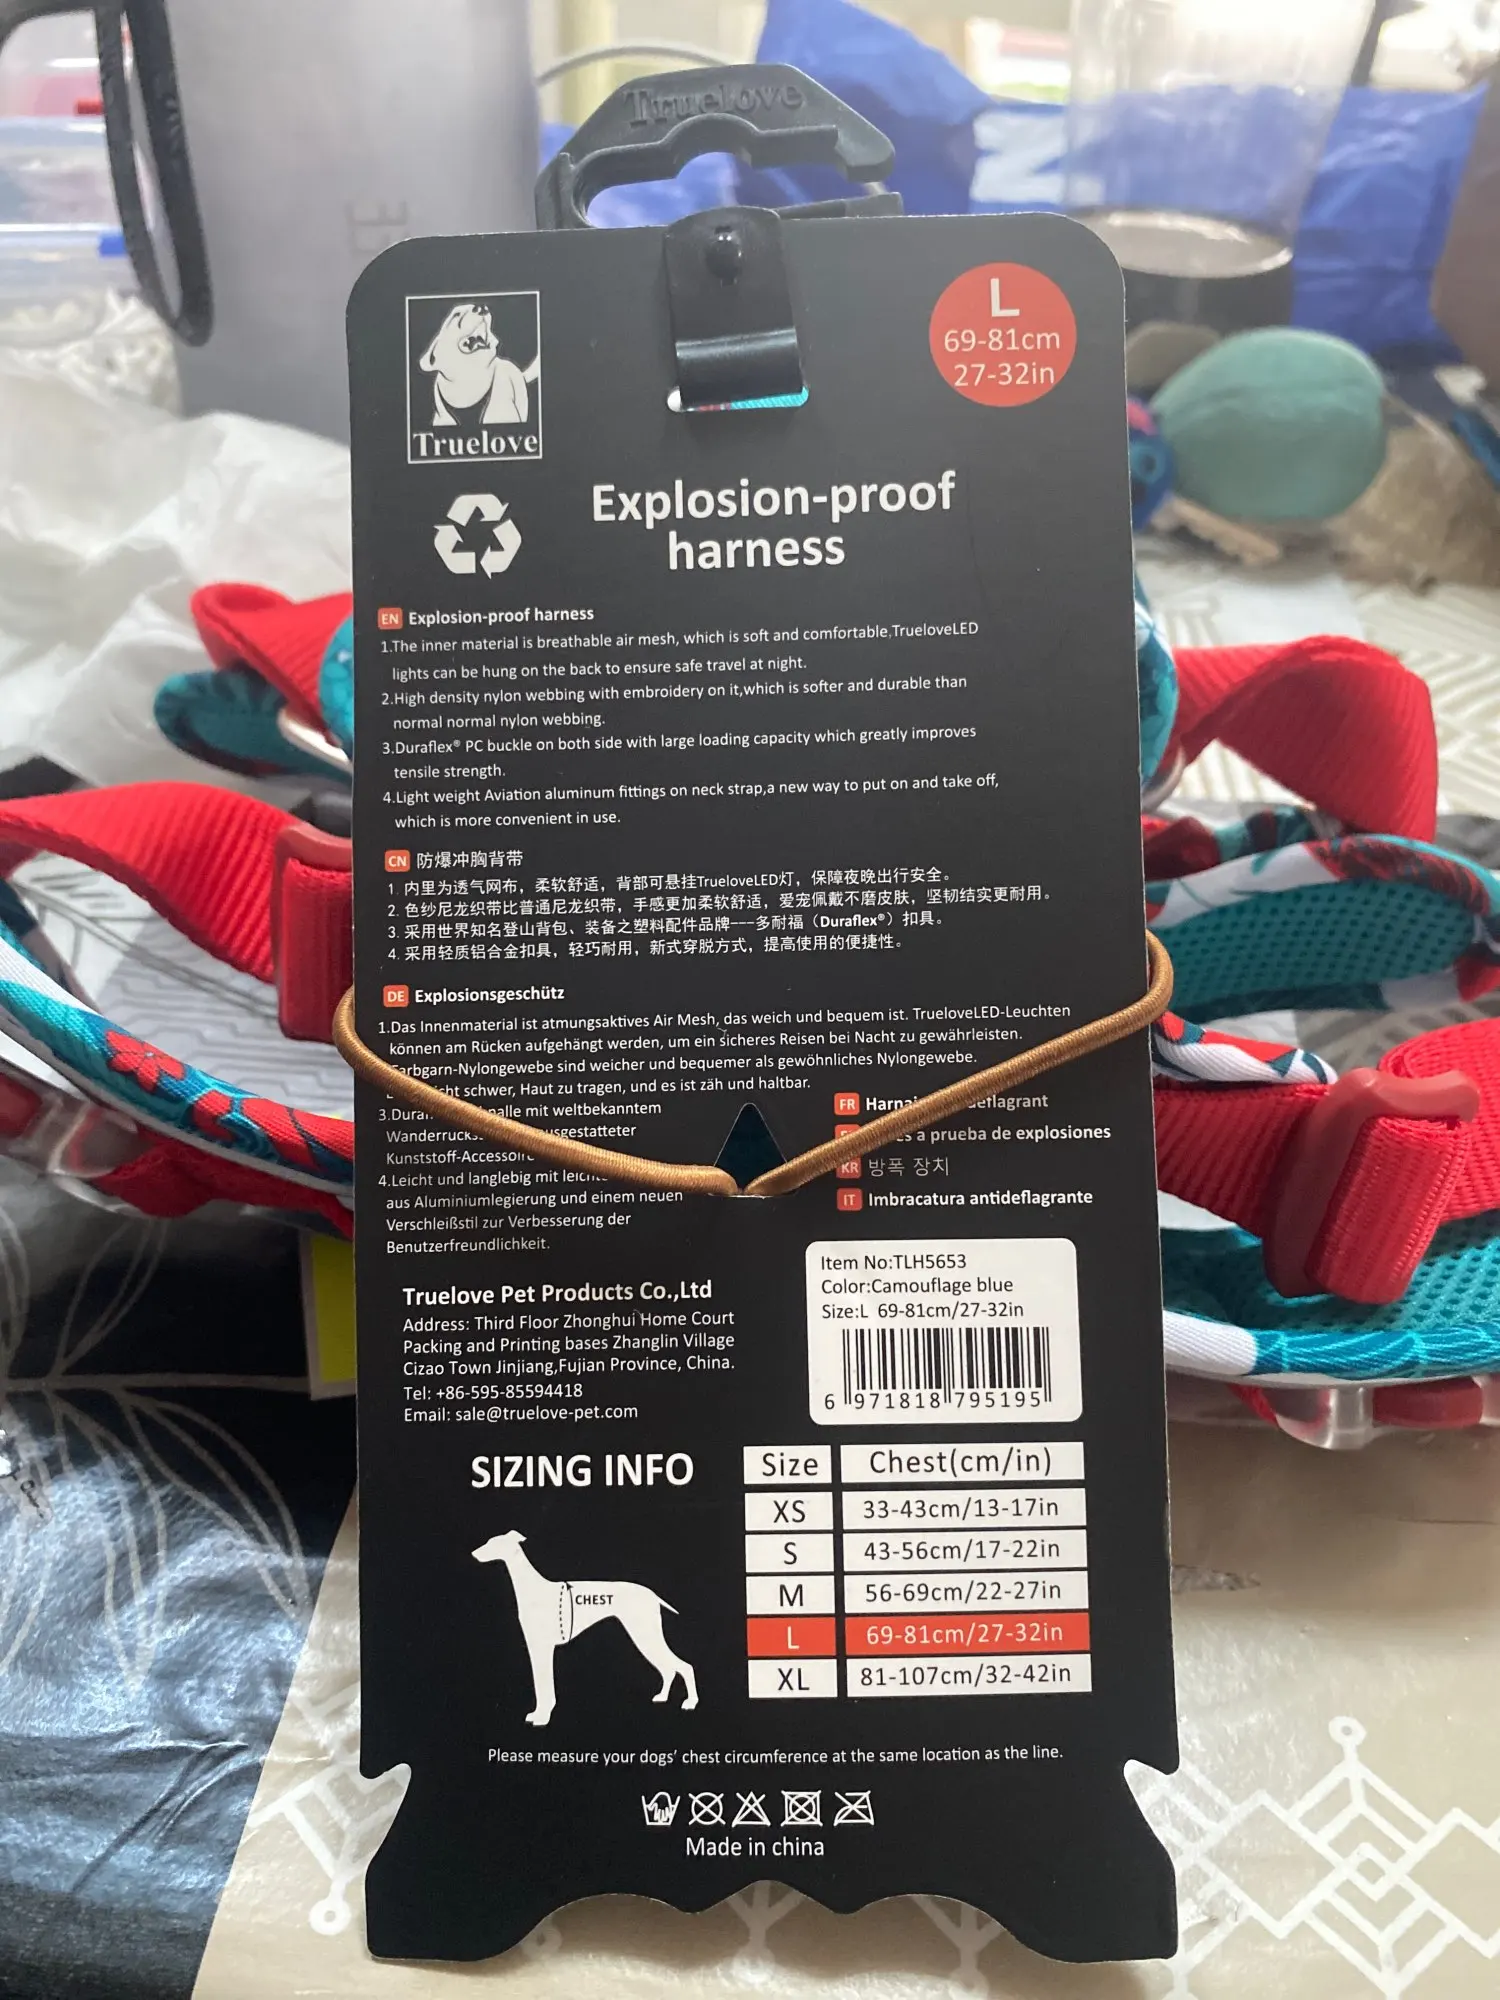 Truelove
L
69-81cm
27-32in
Truelove
Explosion-proof
harness
EN Explosion-proof harness
1.The inner material is breathable air mesh, which is soft and comfortable,TrueloveLED
lights can be hung on the back to ensure safe travel at night.
2.High density nylon webbing with embroidery on it,which is softer and durable than
normal normal nylon webbing.
3.Duraflex® PC buckle on both side with large loading capacity which greatly improves
tensile strength.
4.Light weight Aviation aluminum fittings on neck strap,a new way to put on and take off,
which is more convenient in use.
CN 防爆冲胸背带
1. 内里为透气网布，柔软舒适，背部可悬挂TrueloveLED灯，保障夜晚出行安全。
2. 色纱尼龙织带比普通尼龙织带，手感更加柔软舒适，爱宠佩戴不磨皮肤，坚韧结实更耐用。
3. 采用世界知名登山背包、装备之塑料配件品牌---多耐福（Duraflex®）扣具。
4. 采用轻质铝合金扣具，轻巧耐用，新式穿脱方式，提高使用的便捷性。
DE Explosionsgeschütz
1.Das Innenmaterial ist atmungsaktives Air Mesh, das weich und bequem ist. TrueloveLED-Leuchten
können am Rücken aufgehängt werden, um ein sicheres Reisen bei Nacht zu gewährleisten.
sind weicher und bequemer als gewöhnliches Nylongewebe.
schwer, Haut zu tragen, und es ist zäh und haltbar.
3. mit weltbekanntem
Kunststoff-
4.Leicht und langlebig mit
aus Aluminiumlegierung und einem neuen
Verschleißstil zur Verbesserung der
Benutzerfreundlichkeit.
FR
a prueba de explosiones
KR 방폭 장치
IT Imbracatura antideflagrante
Truelove Pet Products Co.,Ltd
Address: Third Floor Zhonghui Home Court
Packing and Printing bases Zhanglin Village
Cizao Town Jinjiang,Fujian Province, China.
Tel: +86-595-85594418
Email: sale@truelove-pet.com
Item No:TLH5653
Color:Camouflage blue
Size:L 69-81cm/27-32in
6 971818 795195
SIZING INFO
Size Chest(cm/in)
XS 33-43cm/13-17in
S 43-56cm/17-22in
M 56-69cm/22-27in
L 69-81cm/27-32in
XL 81-107cm/32-42in
CHEST
Please measure your dogs' chest circumference at the same location as the line.
Made in china